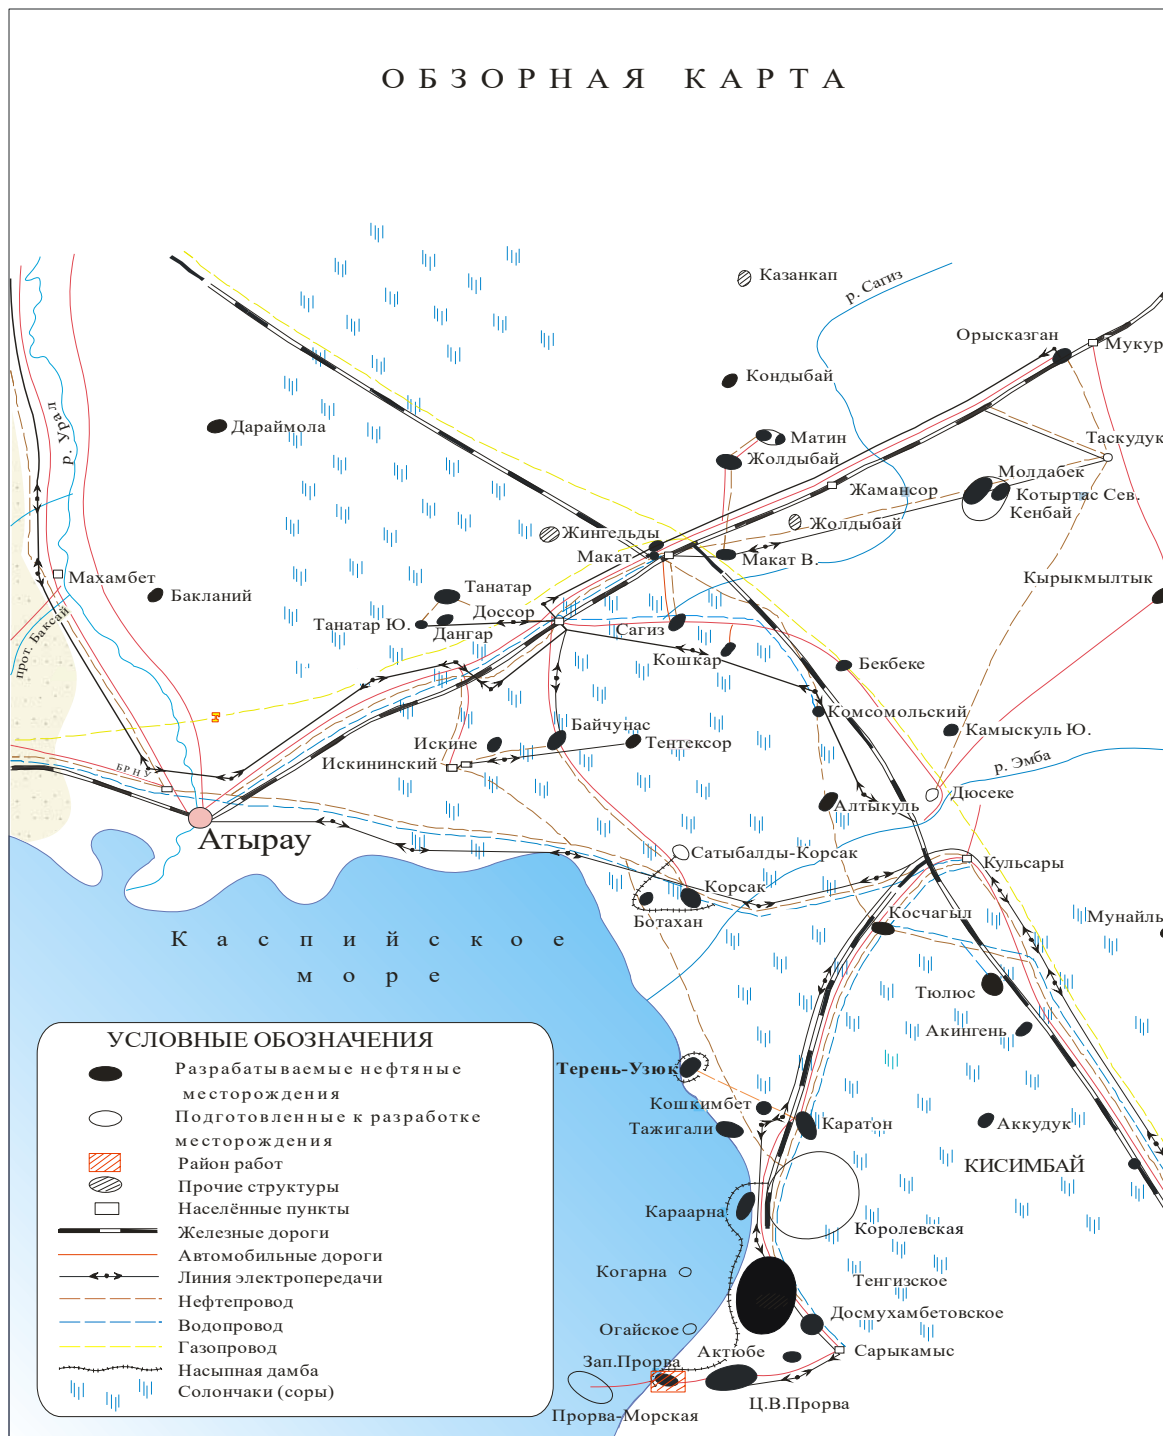 ОБЗОРНАЯ КАРТА
Казанкап
р. Сагиз
Орысказган
Мукур
Кондыбай
р. Урал
Дараймола
Матин
Жолдыбай
Таскудук
Молдабек
Котыртас Сев.
Кенбай
Жамансор
Жолдыбай
Жингельды
Макат
Макат В.
Махамбет
Бакланий
прот. Баксай
Танатар
Доссор
Танатар Ю.
Дангар
Сагиз
Кошкар
Кырыкмылтык
Бекбеке
Комсомольский
Камыскуль Ю.
Байчунас
Искине
Тентексор
Искининский
БРНУ
р. Эмба
Дюсеке
Алтыкуль
Атырау
Сатыбалды-Корсак
Кульсары
Корсак
Ботахан
Косчагыл
Мунайлы
Каспийское
море
Тюлюс
Акингень
Терень-Узюк
Кошкимбет
Тажигали
Каратон
Аккудук
КИСИМБАЙ
Караарна
Королевская
Когарна
Тенгизское
Огайское
Досмухамбетовское
Зап.Прорва
Актюбе
Сарыкамыс
Прорва-Морская
Ц.В.Прорва
УСЛОВНЫЕ ОБОЗНАЧЕНИЯ
Разрабатываемые нефтяные
месторождения
Подготовленные к разработке
месторождения
Район работ
Прочие структуры
Населённые пункты
Железные дороги
Автомобильные дороги
Линия электропередачи
Нефтепровод
Водопровод
Газопровод
Насыпная дамба
Солончаки (соры)